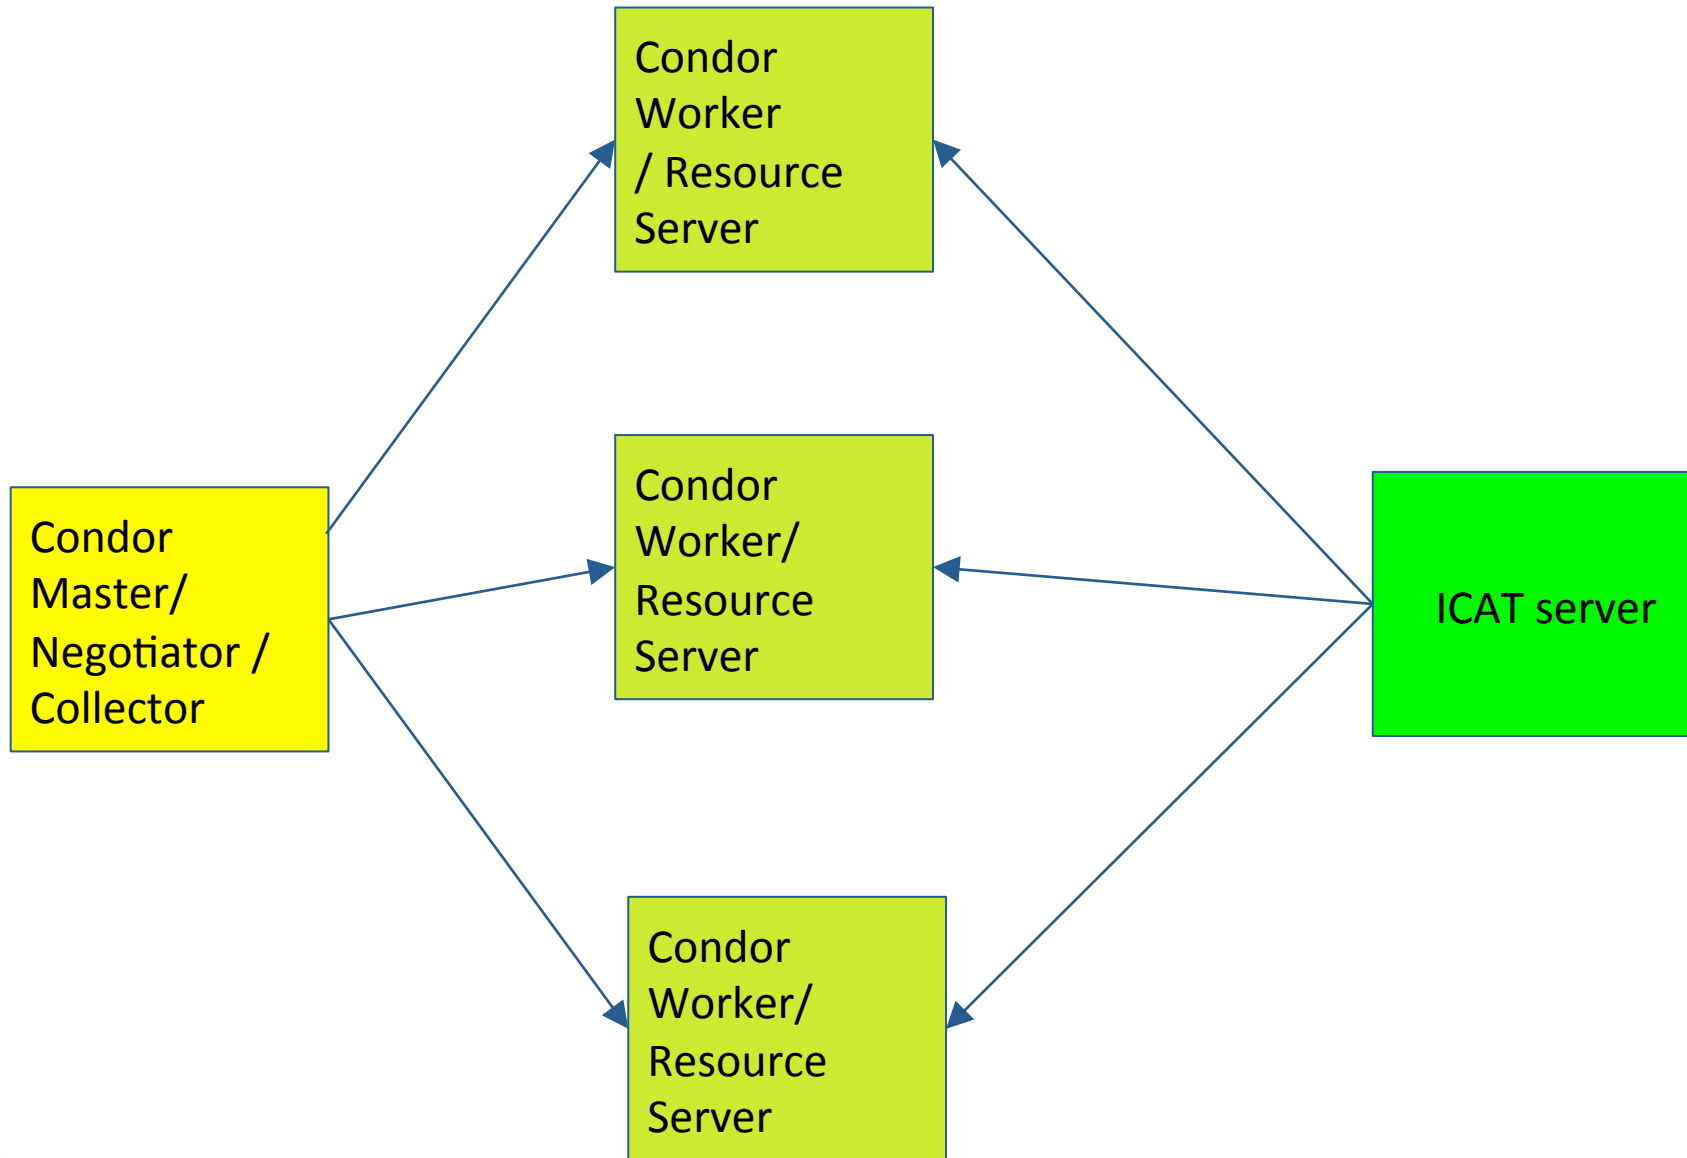 Condor
Worker
/ Resource
Server
Condor
Master/
Negotiator /
Collector
Condor
Worker/
Resource
Server
ICAT server
Condor
Worker/
Resource
Server